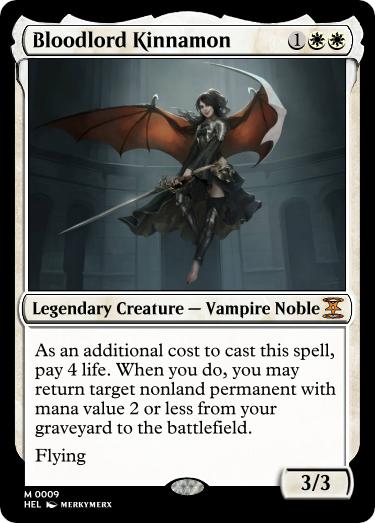 Bloodlord Kinnamon
1
Legendary Creature — Vampire Noble
As an additional cost to cast this spell,
pay 4 life. When you do, you may
return target nonland permanent with
mana value 2 or less from your
graveyard to the battlefield.
Flying
3/3
M 0009
HEL MERKYMERX